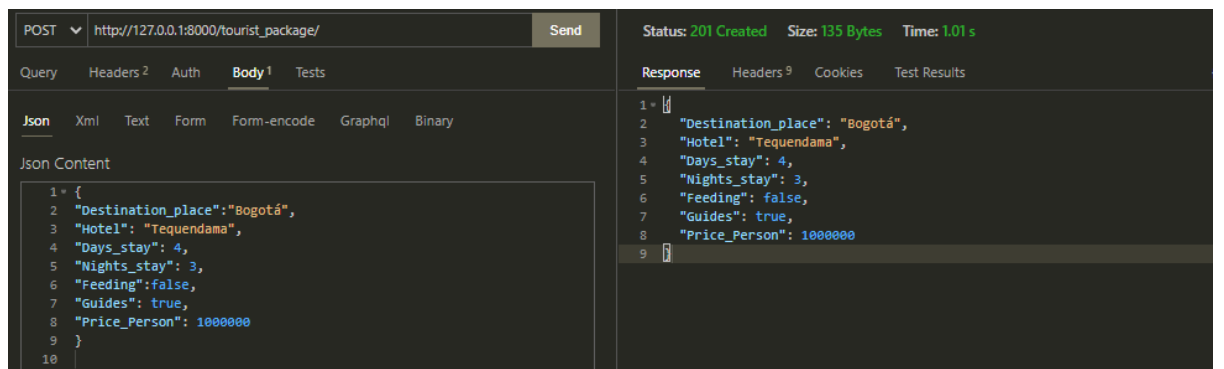 POST http://127.0.0.1:8000/tourist_package/ Send
Query Headers 2 Auth Body 1 Tests
Json Xml Text Form Form-encode Graphql Binary
Json Content
1 {
2 "Destination_place":"Bogotá",
3 "Hotel": "Tequendama",
4 "Days_stay": 4,
5 "Nights_stay": 3,
6 "Feeding":false,
7 "Guides": true,
8 "Price_Person": 1000000
9 }
10
Status: 201 Created Size: 135 Bytes Time: 1.01 s
Response Headers 9 Cookies Test Results
1 {
2 "Destination_place": "Bogotá",
3 "Hotel": "Tequendama",
4 "Days_stay": 4,
5 "Nights_stay": 3,
6 "Feeding": false,
7 "Guides": true,
8 "Price_Person": 1000000
9 }